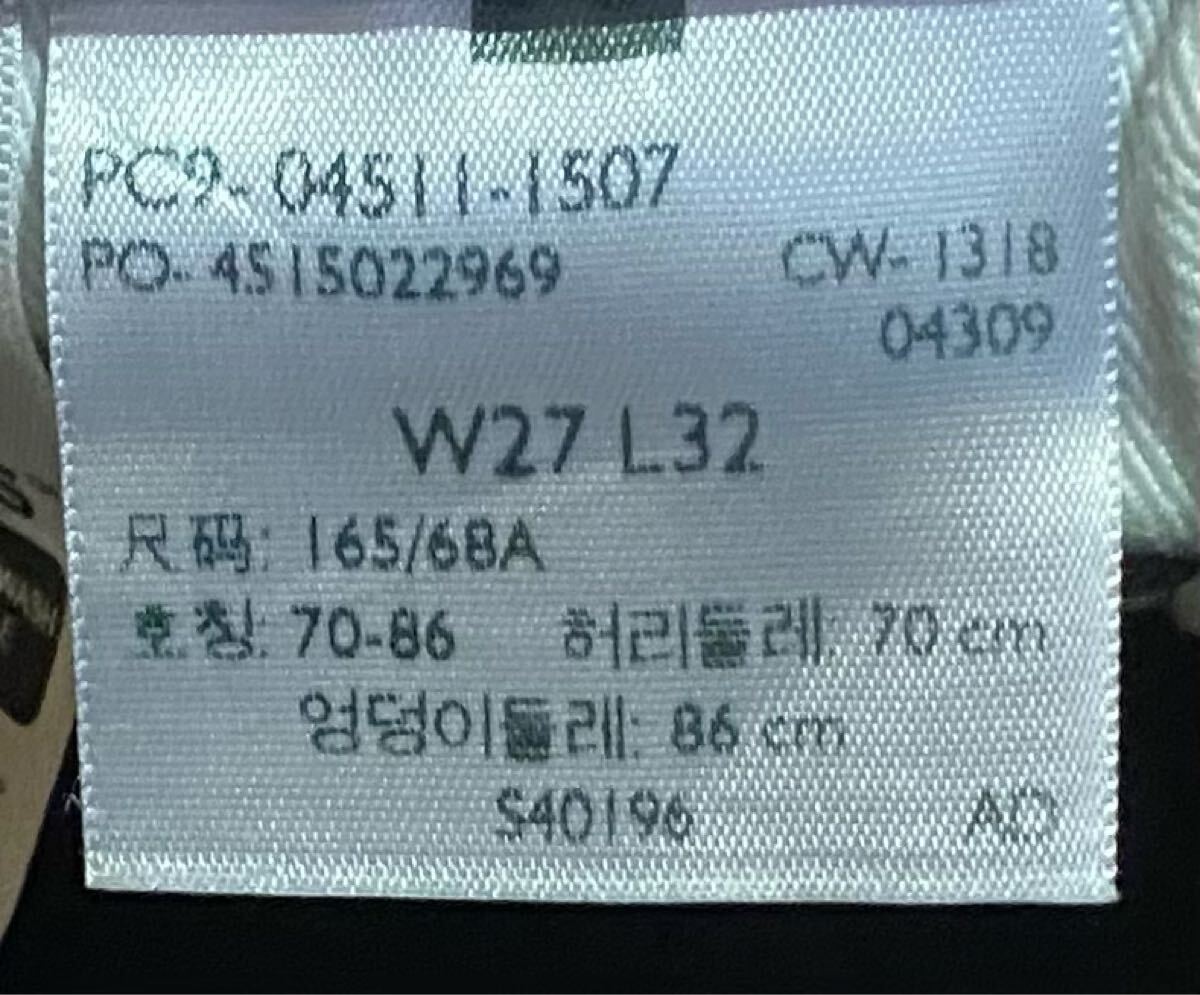 PC9-04511-1507
PO-4515022969
CW-1318
04309
W27 L32
尺码: 165/68A
호칭: 70-86 허리둘레: 70 cm
엉덩이둘레: 86 cm
S40196 AD